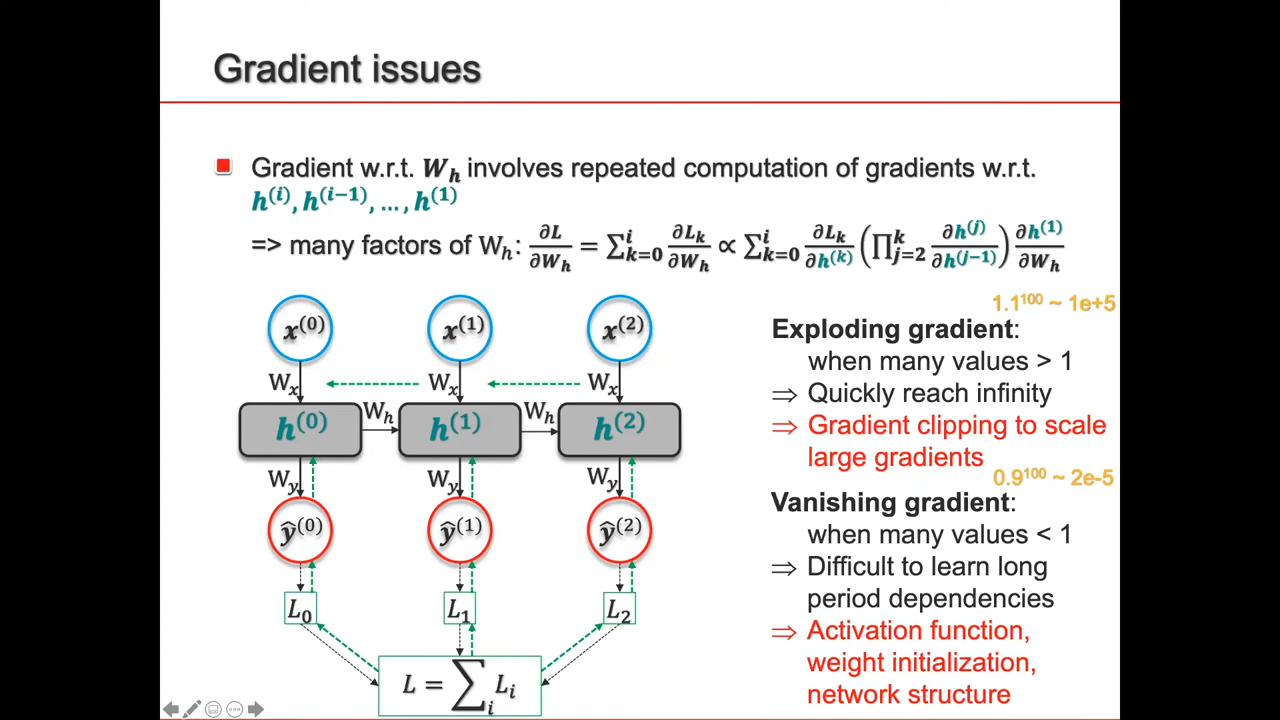 Gradient issues
Gradient w.r.t. W_h involves repeated computation of gradients w.r.t.
h^(i), h^(i−1), …, h^(1)
=> many factors of W_h: ∂L/∂W_h = ∑_{k=0}^{i} ∂L_k/∂W_h ∝ ∑_{k=0}^{i} ∂L_k/∂h^(k) (∏_{j=2}^{k} ∂h^(j)/∂h^(j−1)) ∂h^(1)/∂W_h
x^(0) x^(1) x^(2)
W_x W_x W_x
h^(0) W_h h^(1) W_h h^(2)
W_y W_y W_y
ŷ^(0) ŷ^(1) ŷ^(2)
L_0 L_1 L_2
L = ∑_i L_i
1.1^100 ~ 1e+5
Exploding gradient:
when many values > 1
⇒ Quickly reach infinity
⇒ Gradient clipping to scale
large gradients
0.9^100 ~ 2e-5
Vanishing gradient:
when many values < 1
⇒ Difficult to learn long
period dependencies
⇒ Activation function,
weight initialization,
network structure